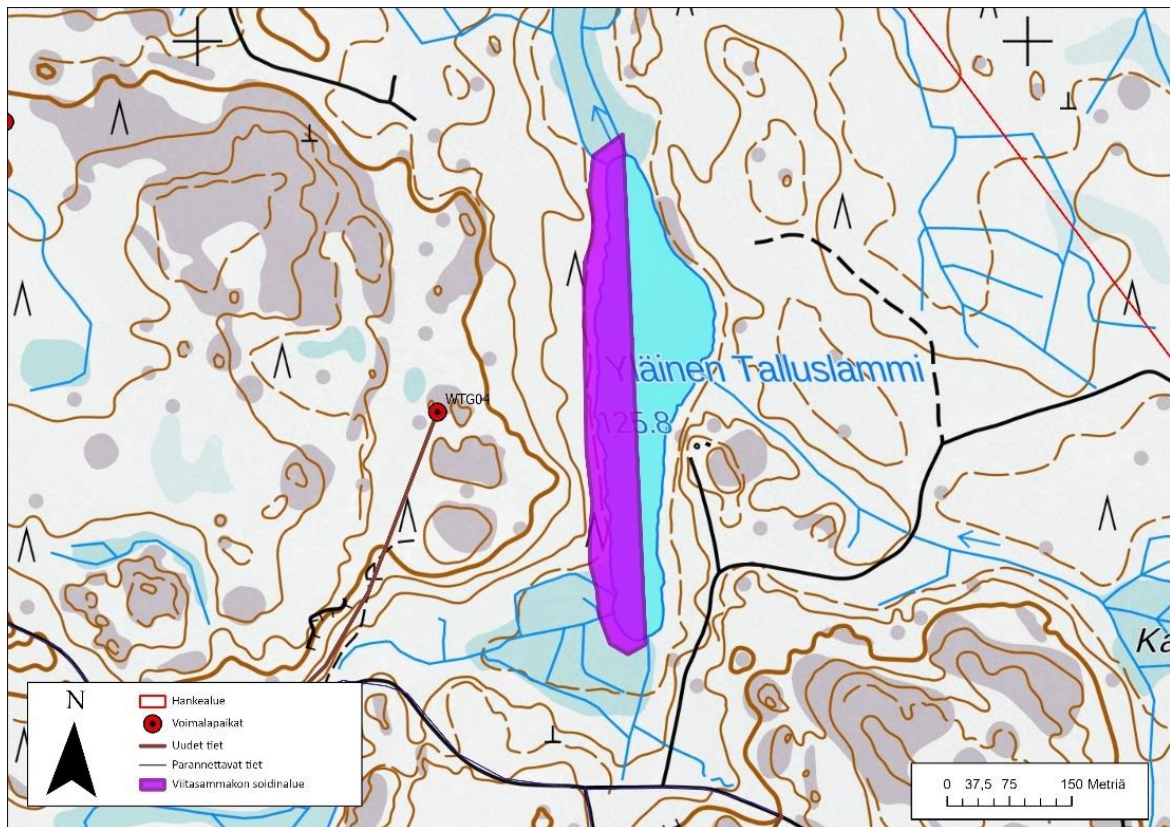 WTG04
Yläinen Talluslammi
125.8
Kä
N
Hankealue
Voimalapaikat
Uudet tiet
Parannettavat tiet
Viitasammakon soidinalue
0 37,5 75 150 Metriä